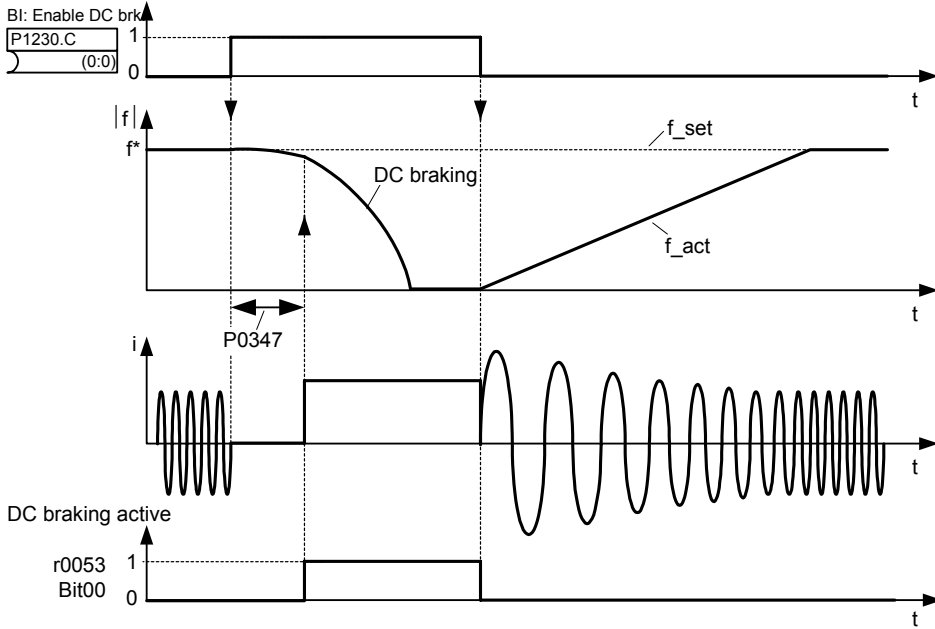 BI: Enable DC brk
P1230.C
(0:0)
1
0
t
|f|
f*
f_set
DC braking
f_act
t
P0347
i
t
DC braking active
r0053
Bit00
1
0
t